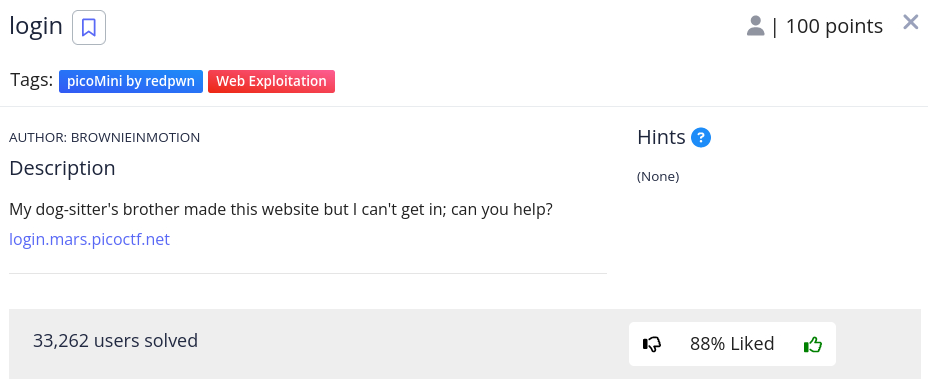 login
| 100 points
Tags: picoMini by redpwn Web Exploitation
AUTHOR: BROWNIEINMOTION
Hints ?
Description
(None)
My dog-sitter's brother made this website but I can't get in; can you help?
login.mars.picoctf.net
33,262 users solved
88% Liked